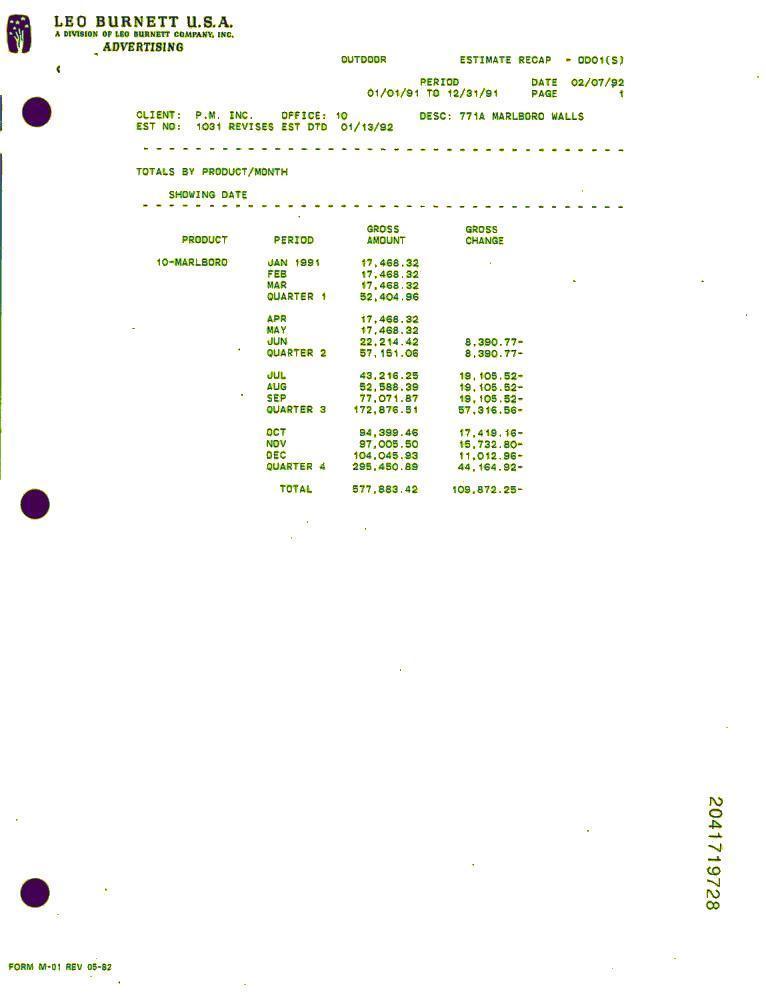 LEO BURNETT U.S.A.
A DIVISION OF LEO BURNETT COMPANY, INC.
ADVERTISING
OUTDOOR ESTIMATE RECAP - ODO1(S)
PERIOD DATE 02/07/92
01/01/91 TO 12/31/91 PAGE 1
CLIENT: P.M. INC. OFFICE: 10 DESC: 771A MARLBORO WALLS
EST NO: 1031 REVISES EST DTD 01/13/92
- - - - - - - - - - - - - - - - - - - - - - - - - - - - - - - - - - - - -
TOTALS BY PRODUCT/MONTH
SHOWING DATE
- - - - - - - - - - - - - - - - - - - - - - - - - - - - - - - - - - - - -
GROSS GROSS
PRODUCT PERIOD AMOUNT CHANGE
10-MARLBORO JAN 1991 17,468.32
FEB 17,468.32
MAR 17,468.32
QUARTER 1 52,404.96
APR 17,468.32
MAY 17,468.32
JUN 22,214.42 8,390.77-
QUARTER 2 57,151.06 8,390.77-
JUL 43,216.25 19,105.52-
AUG 52,588.39 19,105.52-
SEP 77,071.87 19,105.52-
QUARTER 3 172,876.51 57,316.56-
OCT 94,399.46 17,419.16-
NOV 97,005.50 15,732.80-
DEC 104,045.93 11,012.96-
QUARTER 4 295,450.89 44,164.92-
TOTAL 577,883.42 109,872.25-
2041719728
FORM M-01 REV 05-82